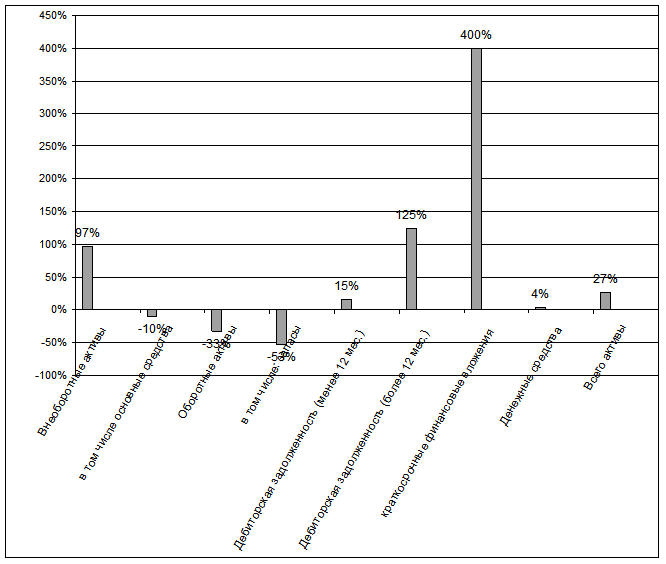 450%
400%
350%
300%
250%
200%
150%
100%
50%
0%
-50%
-100%
97%
-10%
-33%
-53%
15%
125%
400%
4%
27%
Внеоборотные активы
в том числе основные средства
Оборотные активы
в том числе: запасы
Дебиторская задолженность (менее 12 мес.)
Дебиторская задолженность (более 12 мес.)
краткосрочные финансовые вложения
Денежные средства
Всего активы